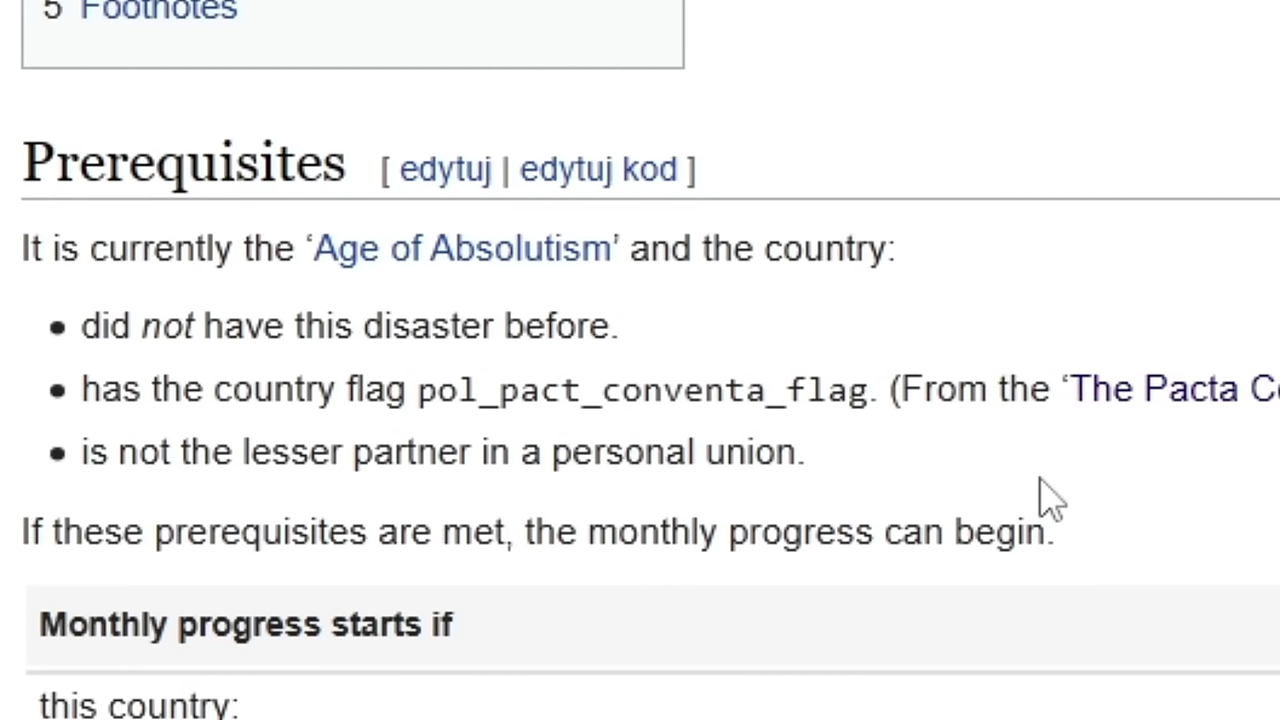 5 Footnotes
Prerequisites [ edytuj | edytuj kod ]
It is currently the ‘Age of Absolutism’ and the country:
• did not have this disaster before.
• has the country flag pol_pact_conventa_flag. (From the ‘The Pacta
• is not the lesser partner in a personal union.
If these prerequisites are met, the monthly progress can begin.
Monthly progress starts if
this country: